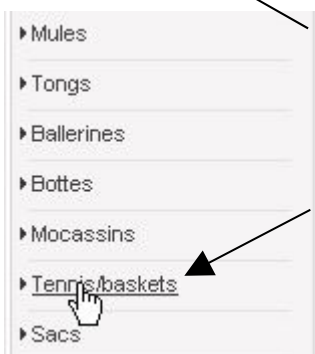 Mules
Tongs
Ballerines
Bottes
Mocassins
Tennis/baskets
Sacs